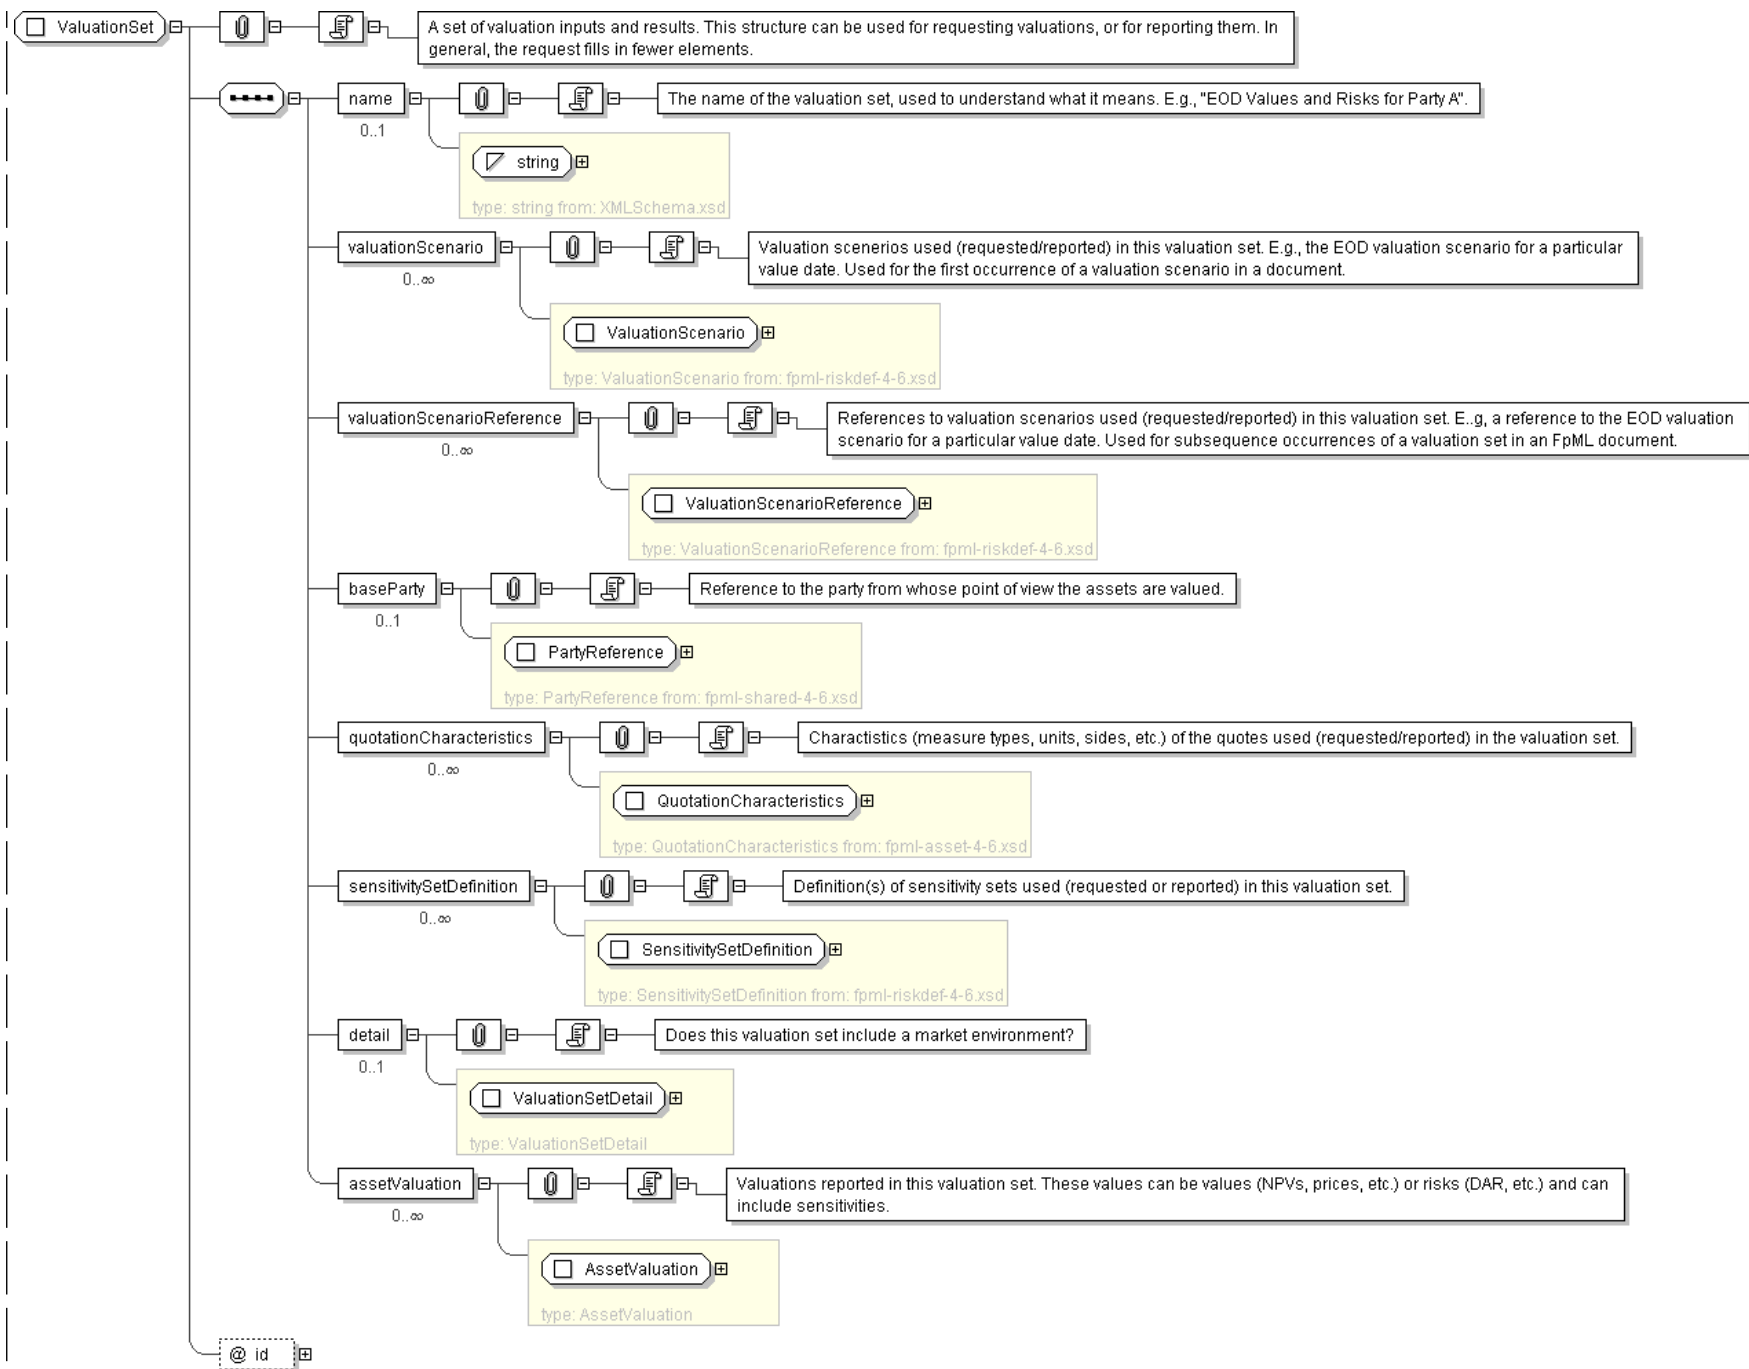 ValuationSet
A set of valuation inputs and results. This structure can be used for requesting valuations, or for reporting them. In
general, the request fills in fewer elements.
name
The name of the valuation set, used to understand what it means. E.g., "EOD Values and Risks for Party A".
0..1
string
type: string from: XMLSchema.xsd
valuationScenario
Valuation scenerios used (requested/reported) in this valuation set. E.g., the EOD valuation scenario for a particular
value date. Used for the first occurrence of a valuation scenario in a document.
0..∞
ValuationScenario
type: ValuationScenario from: fpml-riskdef-4-6.xsd
valuationScenarioReference
References to valuation scenarios used (requested/reported) in this valuation set. E..g, a reference to the EOD valuation
scenario for a particular value date. Used for subsequence occurrences of a valuation set in an FpML document.
0..∞
ValuationScenarioReference
type: ValuationScenarioReference from: fpml-riskdef-4-6.xsd
baseParty
Reference to the party from whose point of view the assets are valued.
0..1
PartyReference
type: PartyReference from: fpml-shared-4-6.xsd
quotationCharacteristics
Charactistics (measure types, units, sides, etc.) of the quotes used (requested/reported) in the valuation set.
0..∞
QuotationCharacteristics
type: QuotationCharacteristics from: fpml-asset-4-6.xsd
sensitivitySetDefinition
Definition(s) of sensitivity sets used (requested or reported) in this valuation set.
0..∞
SensitivitySetDefinition
type: SensitivitySetDefinition from: fpml-riskdef-4-6.xsd
detail
Does this valuation set include a market environment?
0..1
ValuationSetDetail
type: ValuationSetDetail
assetValuation
Valuations reported in this valuation set. These values can be values (NPVs, prices, etc.) or risks (DAR, etc.) and can
include sensitivities.
0..∞
AssetValuation
type: AssetValuation
@ id